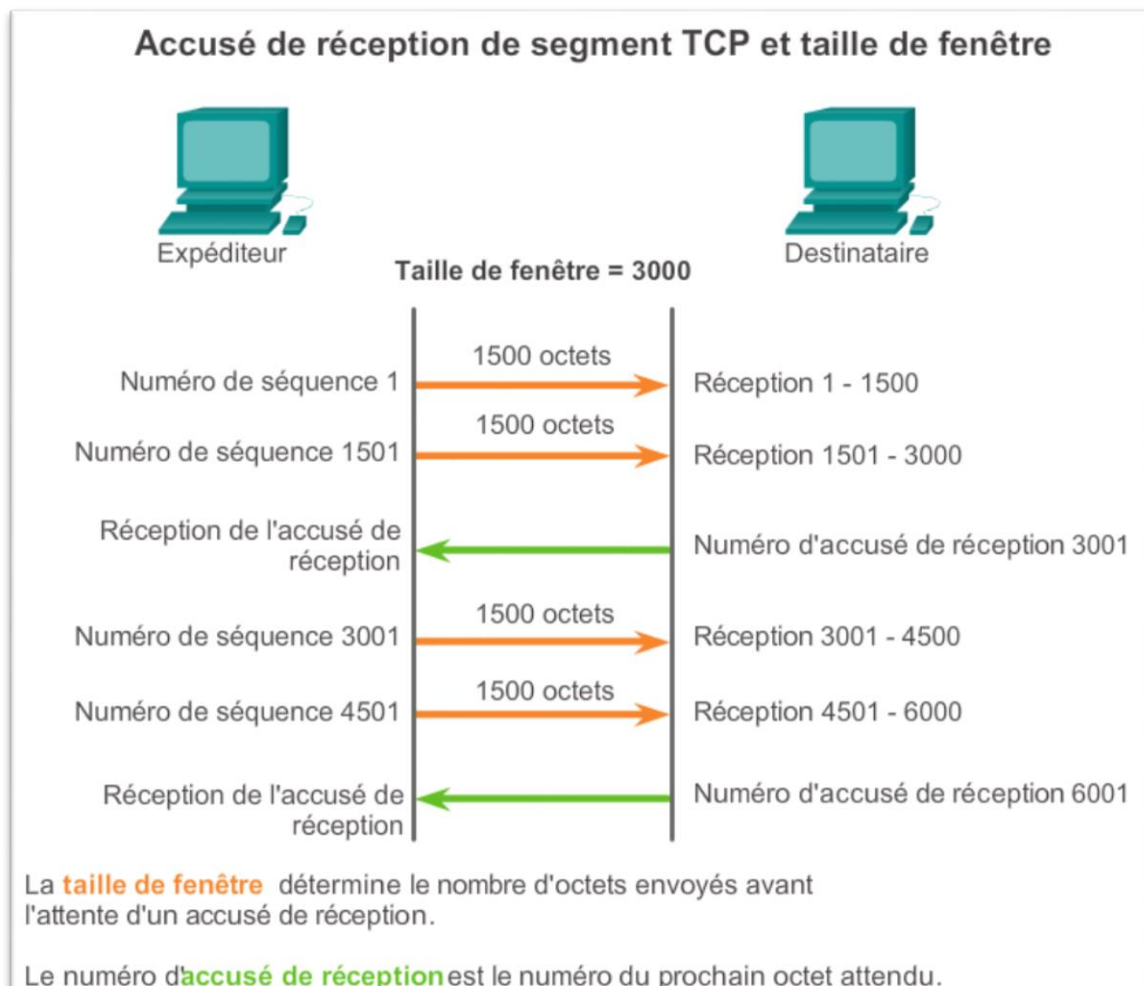 Accusé de réception de segment TCP et taille de fenêtre
Expéditeur
Destinataire
Taille de fenêtre = 3000
1500 octets
Numéro de séquence 1
Réception 1 - 1500
1500 octets
Numéro de séquence 1501
Réception 1501 - 3000
Réception de l'accusé de
réception
Numéro d'accusé de réception 3001
1500 octets
Numéro de séquence 3001
Réception 3001 - 4500
1500 octets
Numéro de séquence 4501
Réception 4501 - 6000
Réception de l'accusé de
réception
Numéro d'accusé de réception 6001
La taille de fenêtre détermine le nombre d'octets envoyés avant
l'attente d'un accusé de réception.
Le numéro d'accusé de réception est le numéro du prochain octet attendu.